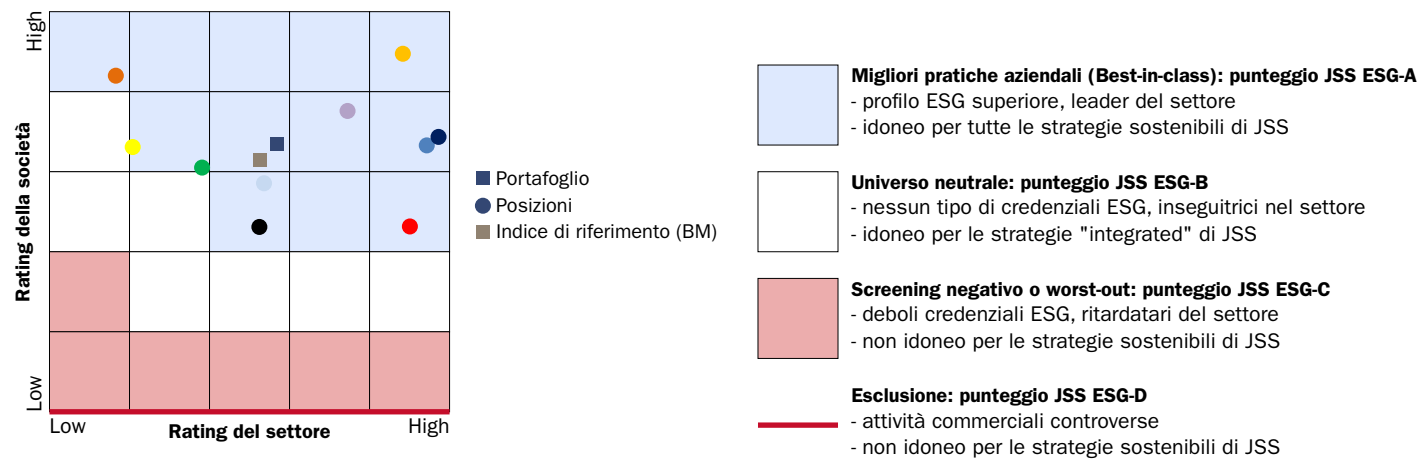 High
Rating della società
Low
Low
Rating del settore
High
Portafoglio
Posizioni
Indice di riferimento (BM)
Migliori pratiche aziendali (Best-in-class): punteggio JSS ESG-A
- profilo ESG superiore, leader del settore
- idoneo per tutte le strategie sostenibili di JSS
Universo neutrale: punteggio JSS ESG-B
- nessun tipo di credenziali ESG, inseguitrici nel settore
- idoneo per le strategie "integrated" di JSS
Screening negativo o worst-out: punteggio JSS ESG-C
- deboli credenziali ESG, ritardatari del settore
- non idoneo per le strategie sostenibili di JSS
Esclusione: punteggio JSS ESG-D
- attività commerciali controverse
- non idoneo per le strategie sostenibili di JSS